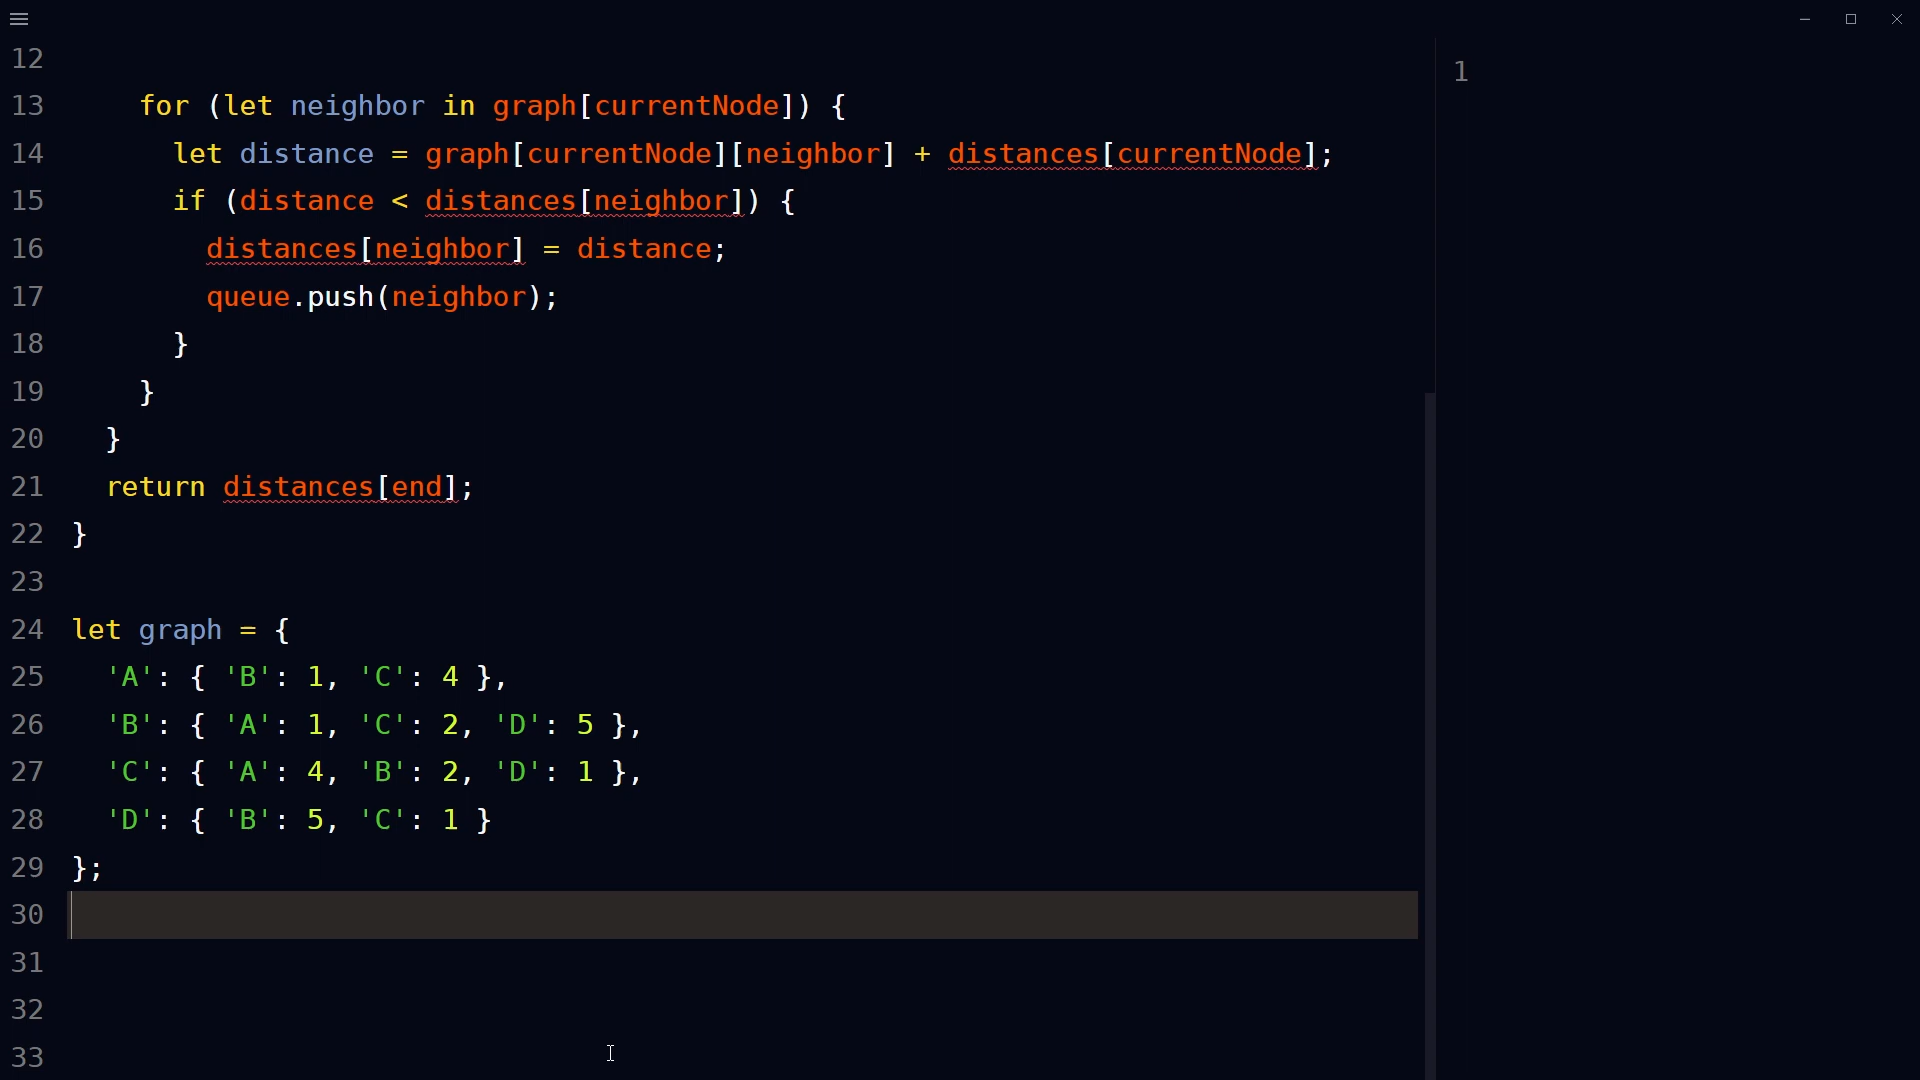 12
13 for (let neighbor in graph[currentNode]) {
14 let distance = graph[currentNode][neighbor] + distances[currentNode];
15 if (distance < distances[neighbor]) {
16 distances[neighbor] = distance;
17 queue.push(neighbor);
18 }
19 }
20 }
21 return distances[end];
22 }
23
24 let graph = {
25 'A': { 'B': 1, 'C': 4 },
26 'B': { 'A': 1, 'C': 2, 'D': 5 },
27 'C': { 'A': 4, 'B': 2, 'D': 1 },
28 'D': { 'B': 5, 'C': 1 }
29 };
30
31
32
33
1